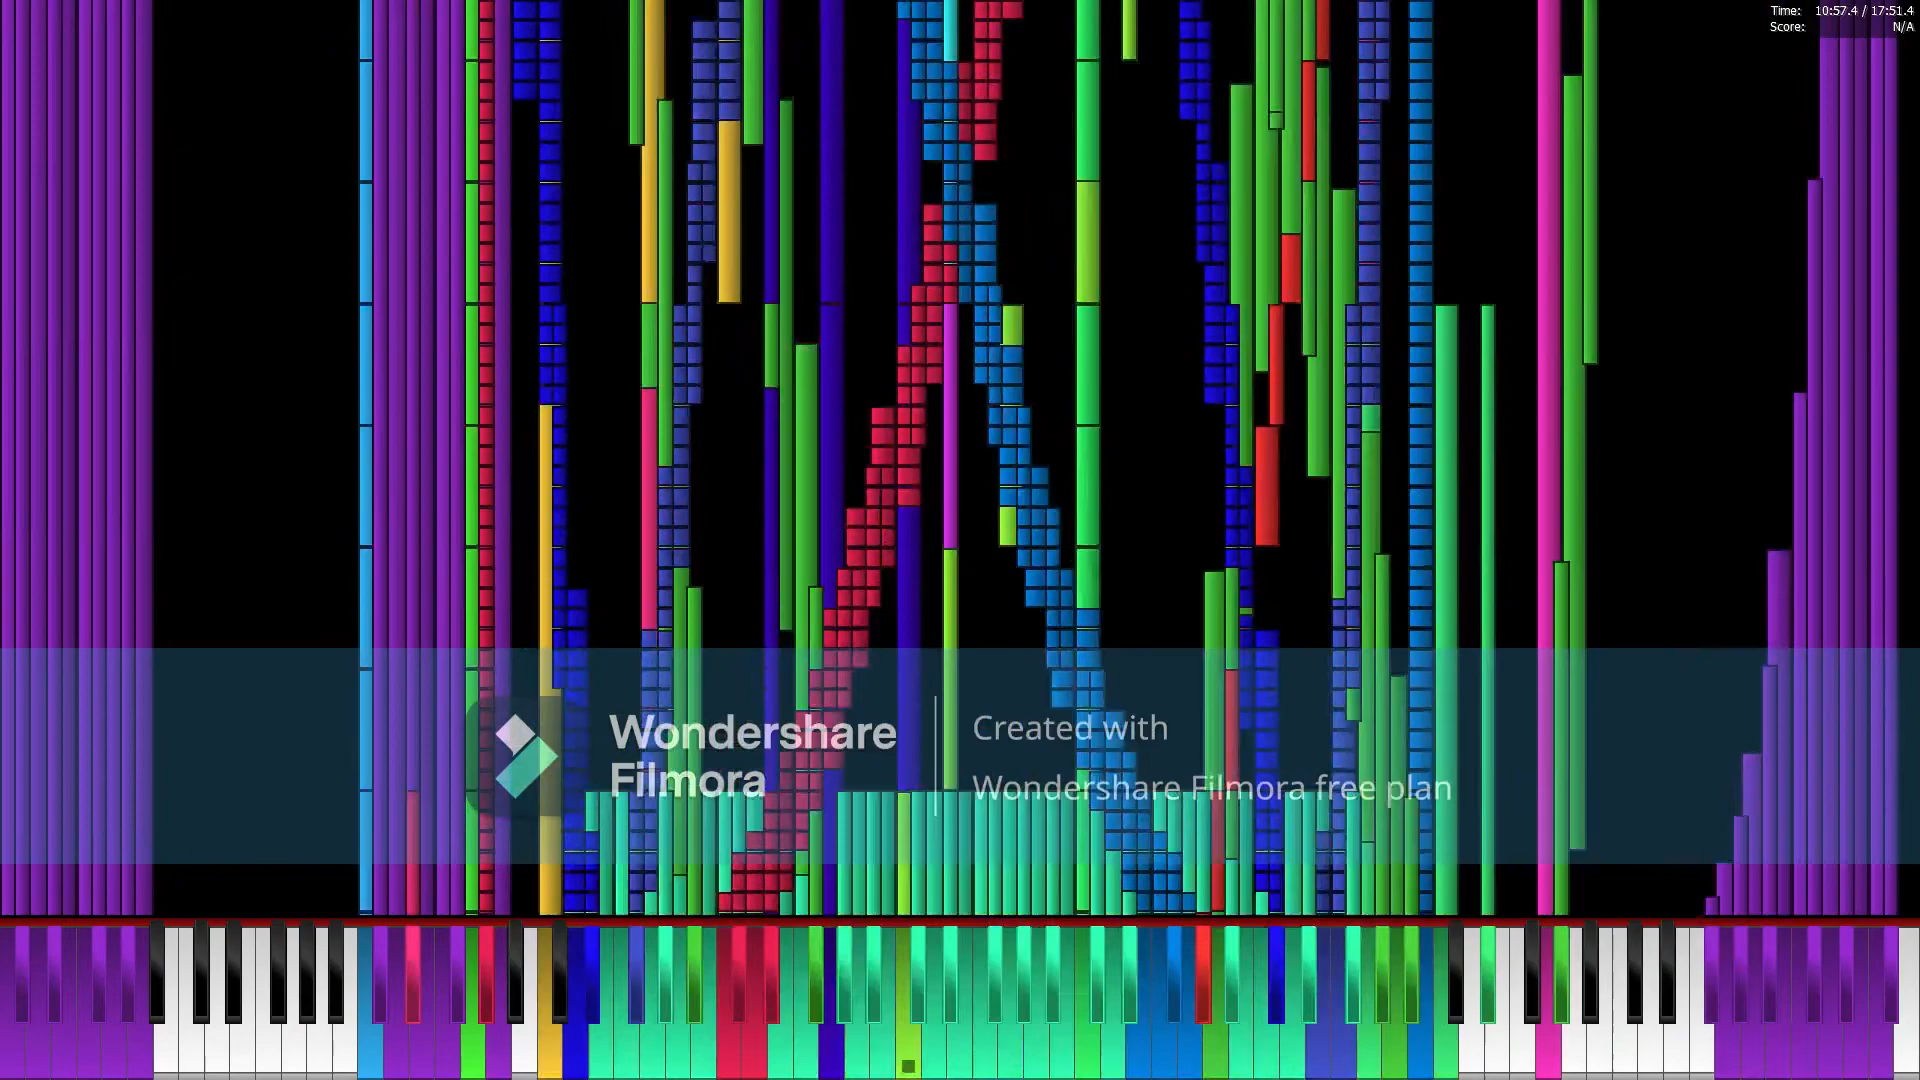 Time: 10:57.4 / 17:51.4
Score: N/A
Wondershare
Filmora
Created with
Wondershare Filmora free plan